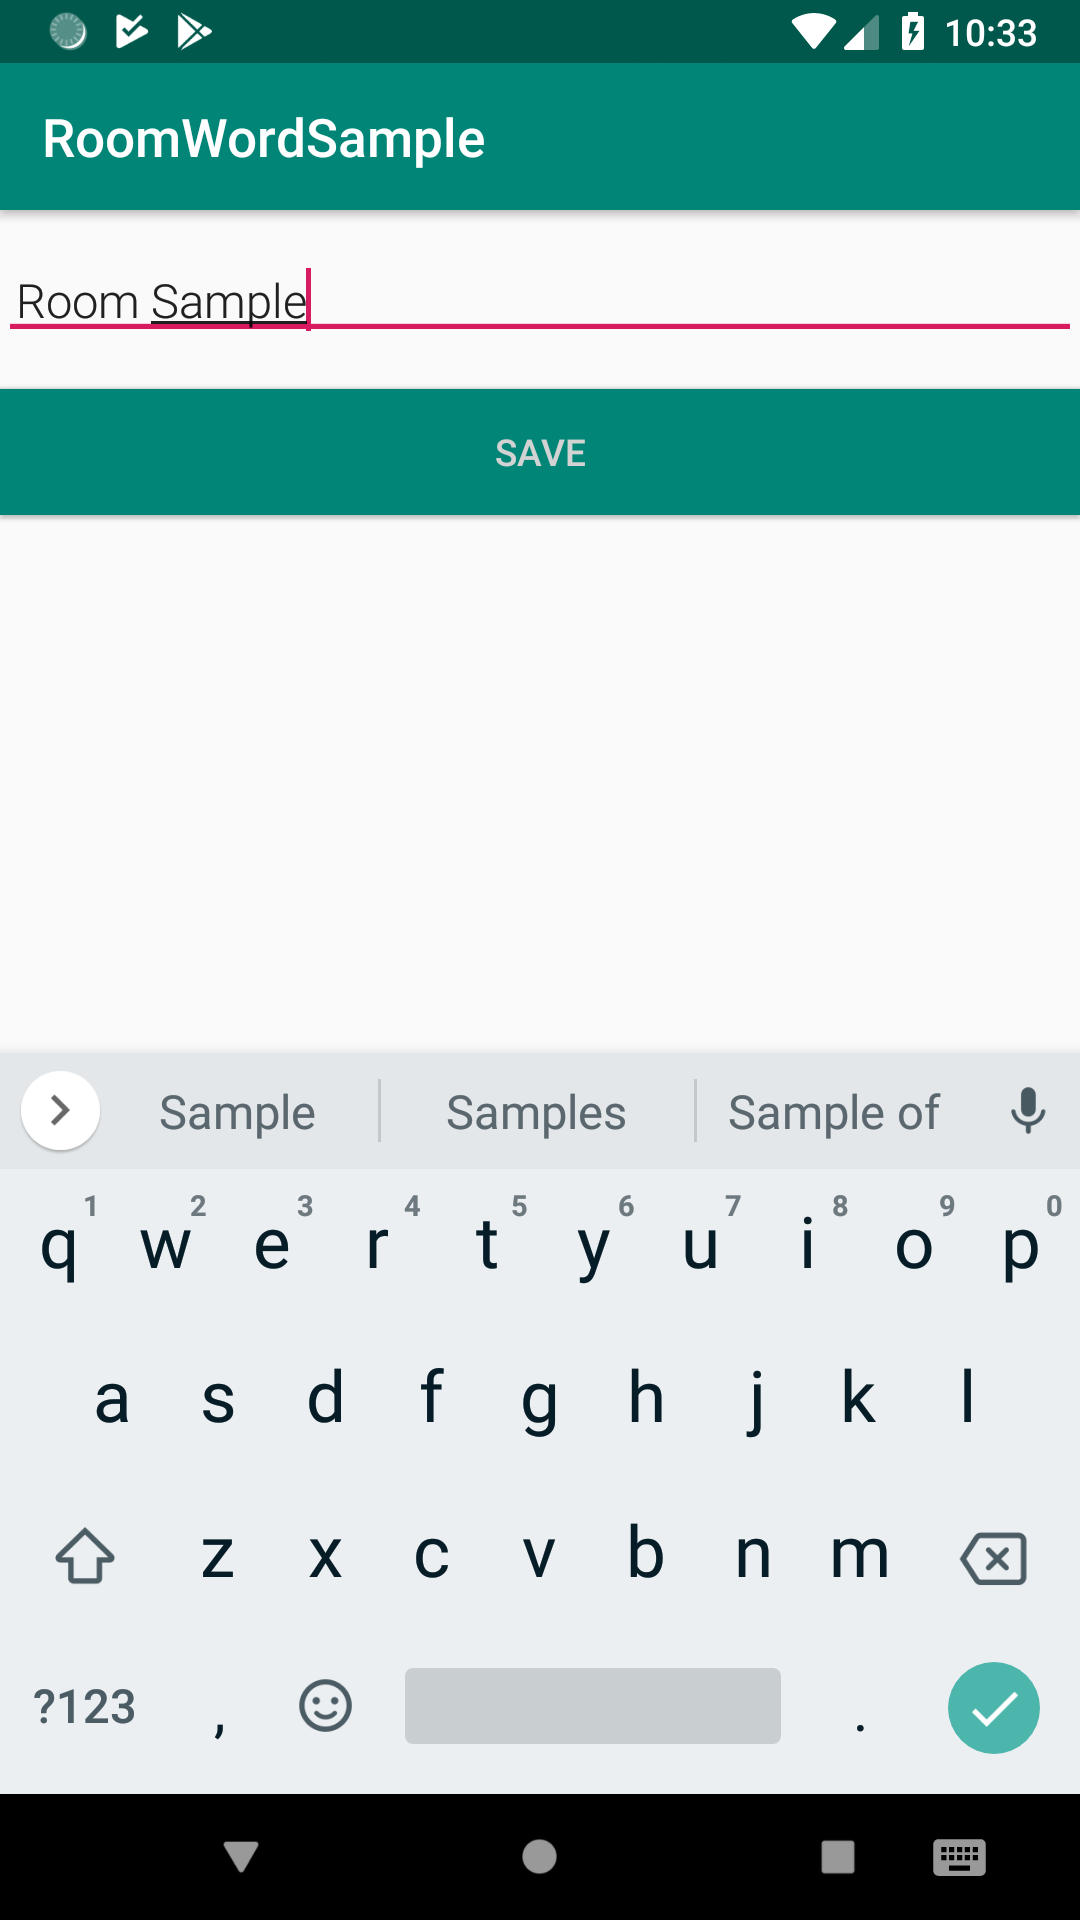 10:33
RoomWordSample
Room Sample
SAVE
Sample Samples Sample of
1 2 3 4 5 6 7 8 9 0
q w e r t y u i o p
a s d f g h j k l
z x c v b n m
?123 , .